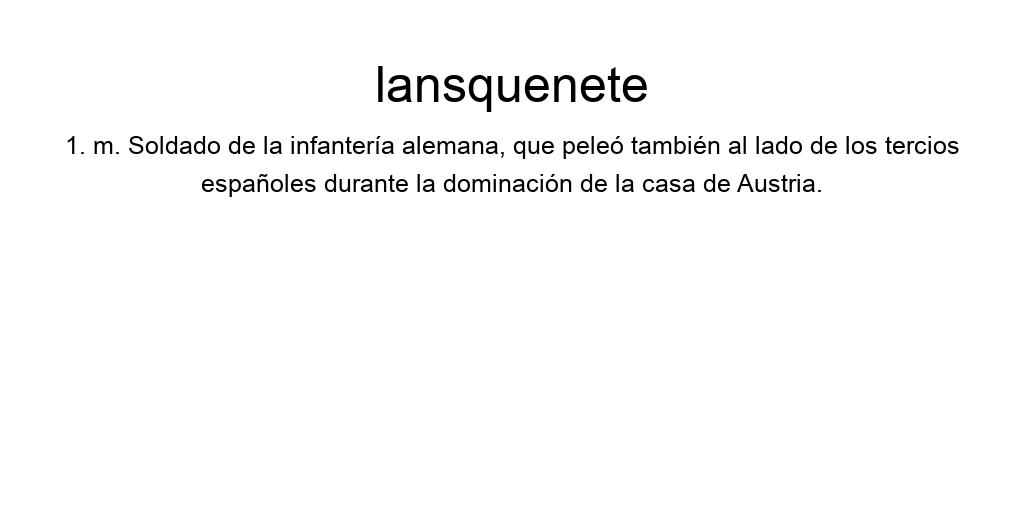 lansquenete
1. m. Soldado de la infantería alemana, que peleó también al lado de los tercios
españoles durante la dominación de la casa de Austria.